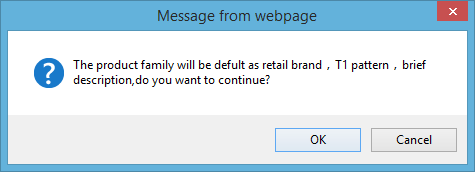 Message from webpage
The product family will be defult as retail brand , T1 pattern , brief
description,do you want to continue?
OK Cancel